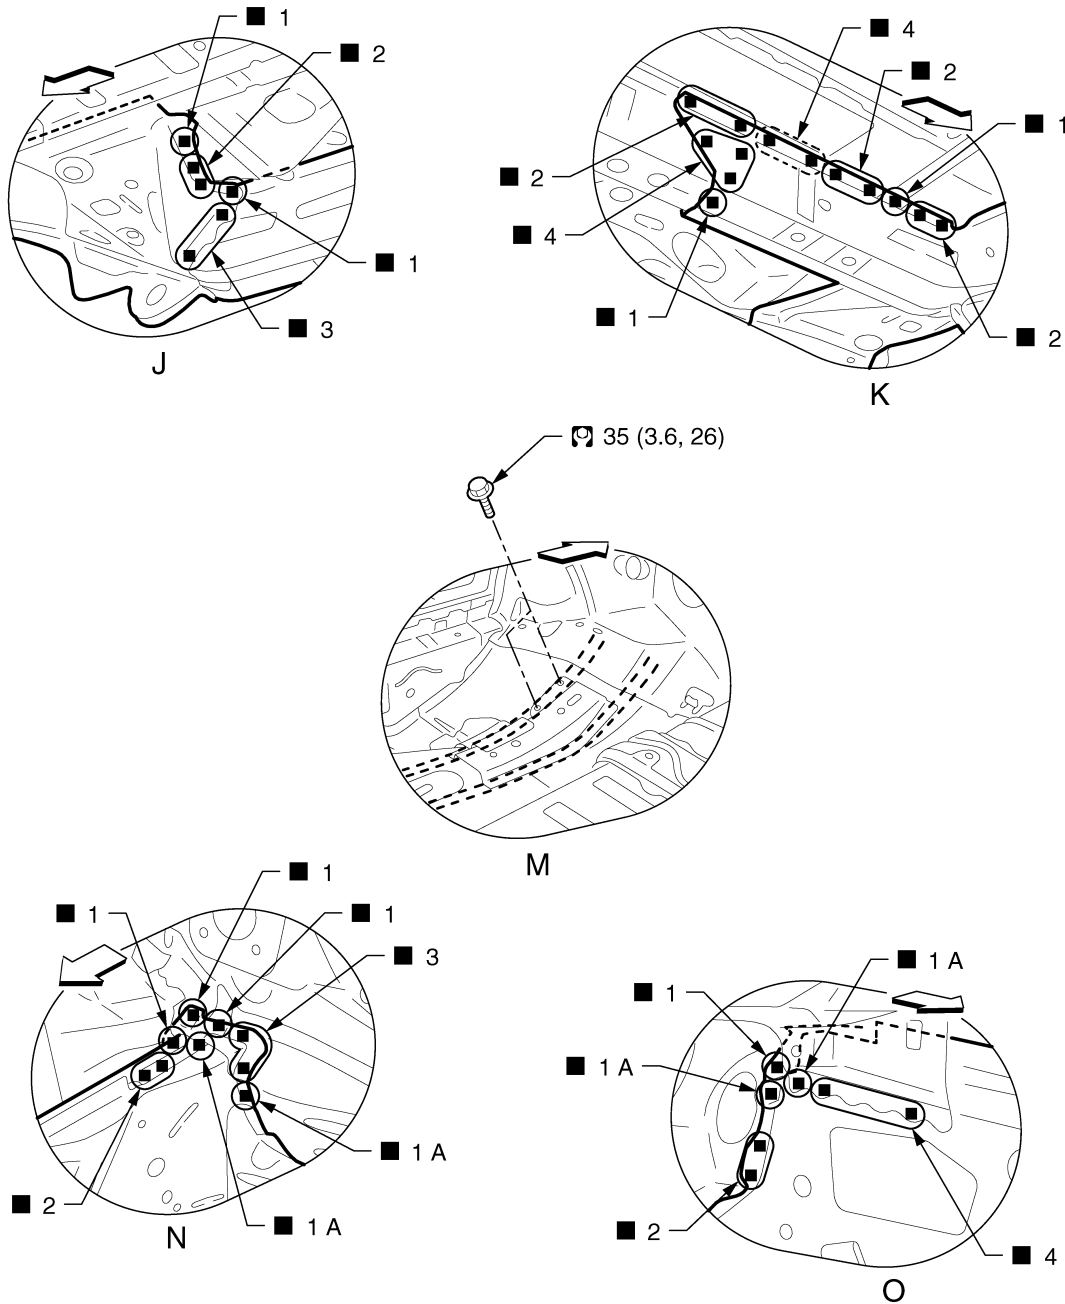 ■ 1
■ 2
■ 1
■ 3
J
■ 4
■ 2
■ 1
■ 2
■ 4
■ 1
■ 2
K
35 (3.6, 26)
M
■ 1
■ 1
■ 1
■ 3
■ 1 A
■ 2
■ 1 A
N
■ 1 A
■ 1
■ 1 A
■ 2
■ 4
O